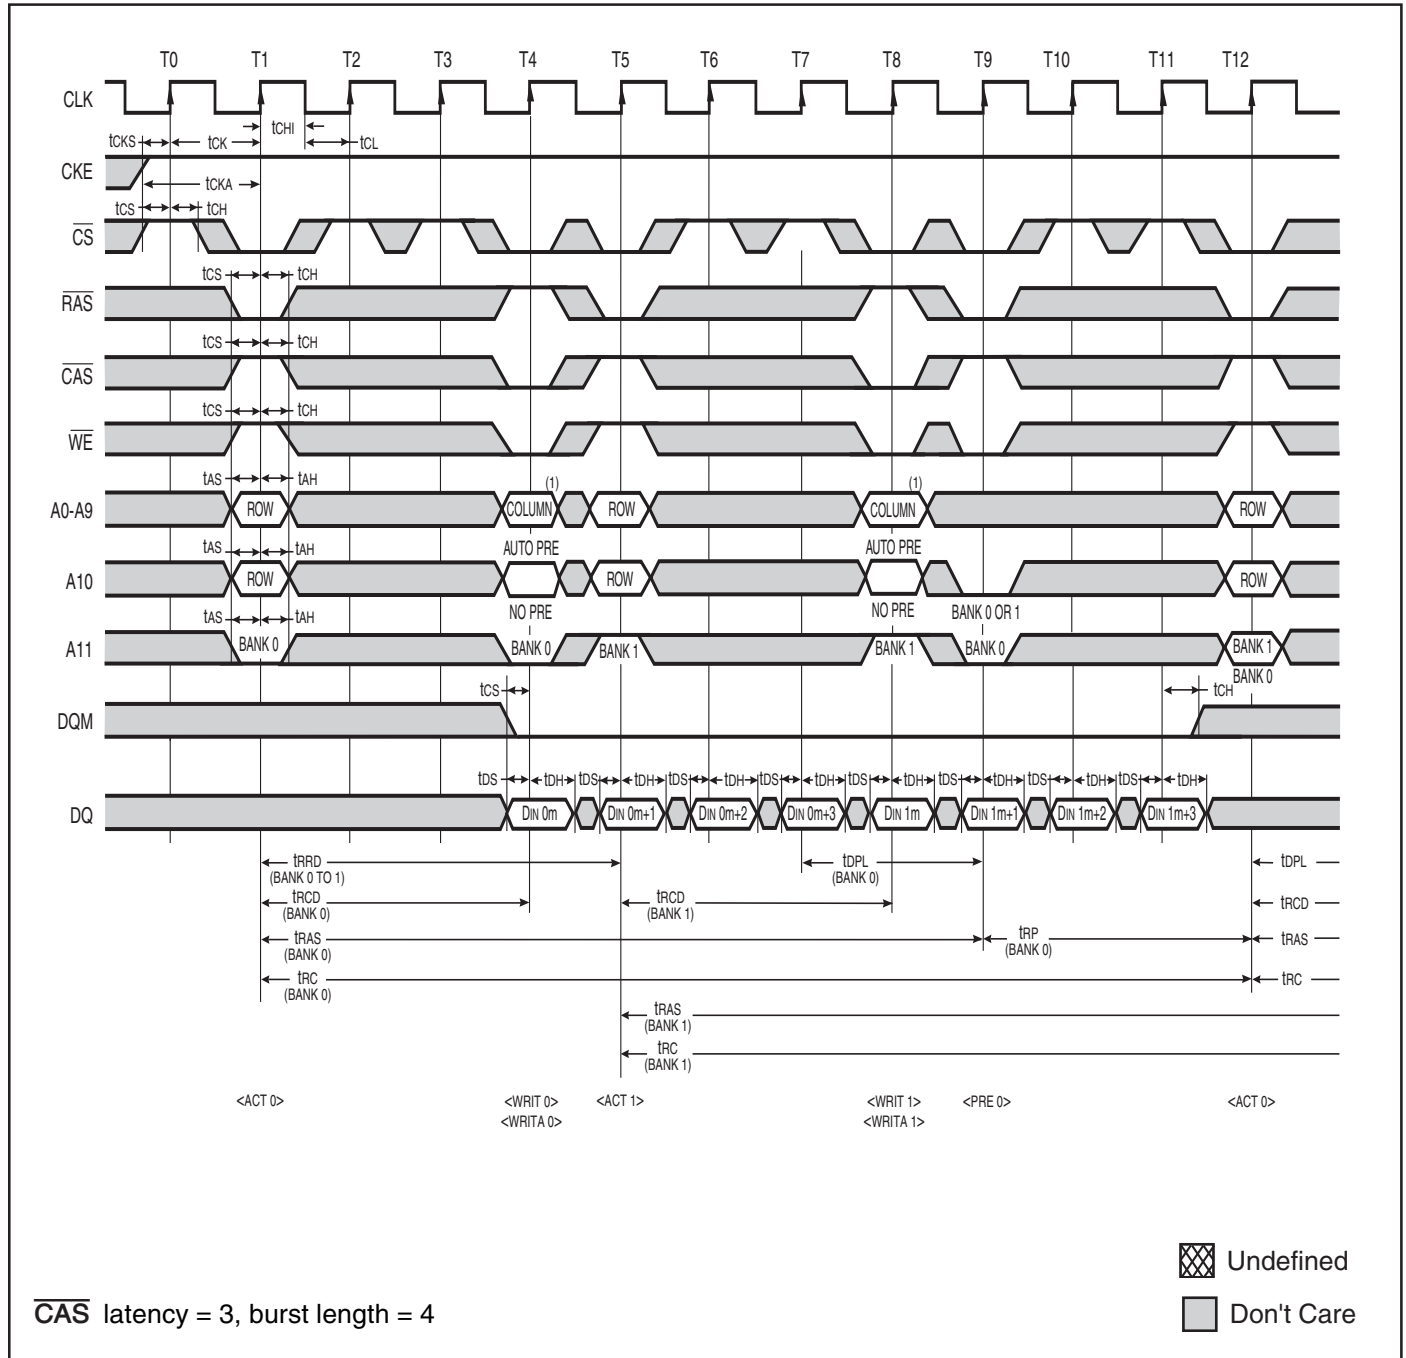 T0 T1 T2 T3 T4 T5 T6 T7 T8 T9 T10 T11 T12
CLK
tCHI
tCKS tCK tCL
CKE
tCKA
tCS tCH
CS
tCS tCH
RAS
tCS tCH
CAS
tCS tCH
WE
tAS tAH (1) (1)
A0-A9 ROW COLUMN ROW COLUMN ROW
tAS tAH AUTO PRE AUTO PRE
A10 ROW ROW ROW
tAS tAH NO PRE NO PRE BANK 0 OR 1
A11 BANK 0 BANK 0 BANK 1 BANK 1 BANK 0 BANK 1
BANK 0
tCS tCH
DQM
tDS tDH tDS tDH tDS tDH tDS tDH tDS tDH tDS tDH tDS tDH tDS tDH
DQ DIN 0m DIN 0m+1 DIN 0m+2 DIN 0m+3 DIN 1m DIN 1m+1 DIN 1m+2 DIN 1m+3
tRRD tDPL tDPL
(BANK 0 TO 1) (BANK 0)
tRCD tRCD tRCD
(BANK 0) (BANK 1)
tRAS tRP tRAS
(BANK 0) (BANK 0)
tRC tRC
(BANK 0)
tRAS
(BANK 1)
tRC
(BANK 1)
<ACT 0> <WRIT 0> <ACT 1> <WRIT 1> <PRE 0> <ACT 0>
<WRITA 0> <WRITA 1>
Undefined
CAS latency = 3, burst length = 4
Don't Care